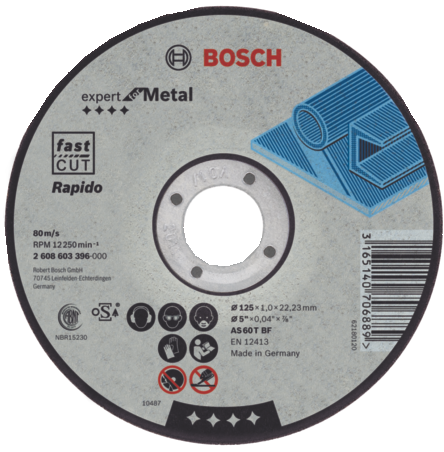 BOSCH
expert for Metal
fast
CUT
Rapido
80 m/s
RPM 12 250 min⁻¹
2 608 603 396-000
Robert Bosch GmbH
70745 Leinfelden-Echterdingen
Germany
NBR15230
oSa
Ø 125 × 1,0 × 22,23 mm
Ø 5" × 0,04" × ⅞"
AS 60 T BF
EN 12413
Made in Germany
3 165140 706889 >
62180120
10487